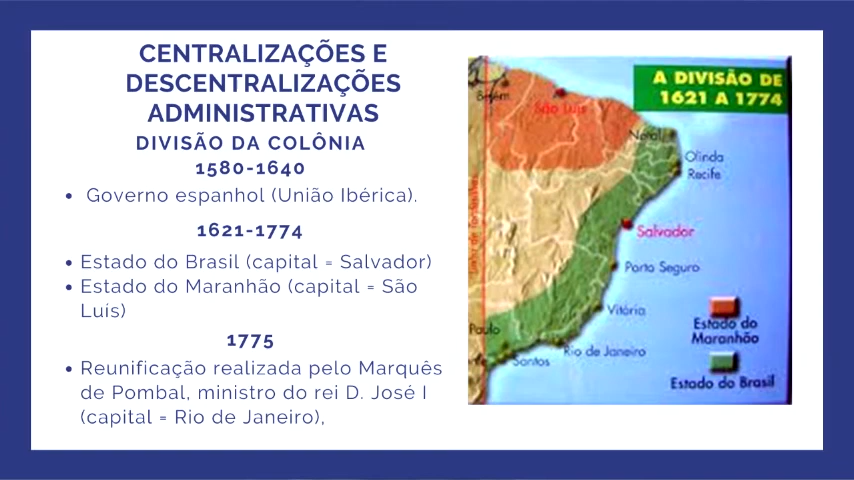 CENTRALIZAÇÕES E
DESCENTRALIZAÇÕES
ADMINISTRATIVAS
DIVISÃO DA COLÔNIA
1580-1640
• Governo espanhol (União Ibérica).
1621-1774
• Estado do Brasil (capital = Salvador)
• Estado do Maranhão (capital = São
Luís)
1775
• Reunificação realizada pelo Marquês
de Pombal, ministro do rei D. José I
(capital = Rio de Janeiro),
A DIVISÃO DE
1621 A 1774
Belém
São Luís
Natal
Olinda
Recife
Linha de Tordesilhas
Salvador
Porto Seguro
Vitória
Paulo
Rio de Janeiro
Santos
Estado do
Maranhão
Estado do Brasil